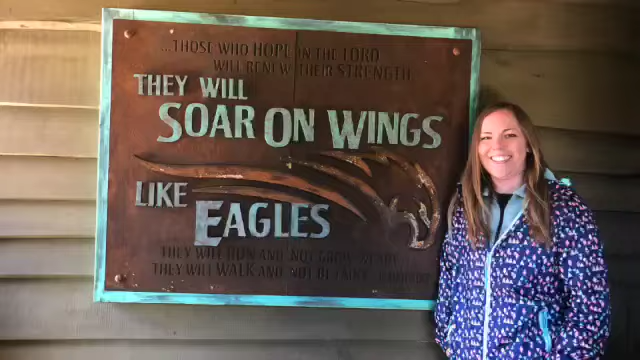 ...THOSE WHO HOPE IN THE LORD
WILL RENEW THEIR STRENGTH
THEY WILL
SOAR ON WINGS
LIKE
EAGLES
THEY WILL RUN AND NOT GROW WEARY
THEY WILL WALK AND NOT BE FAINT